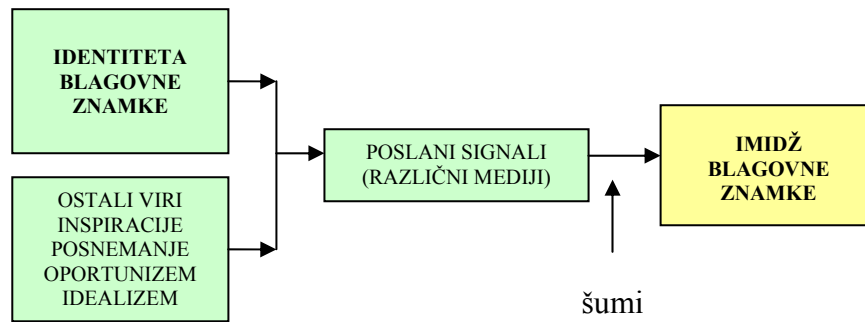 IDENTITETA
BLAGOVNE
ZNAMKE
OSTALI VIRI
INSPIRACIJE
POSNEMANJE
OPORTUNIZEM
IDEALIZEM
POSLANI SIGNALI
(RAZLIČNI MEDIJI)
šumi
IMIDŽ
BLAGOVNE
ZNAMKE